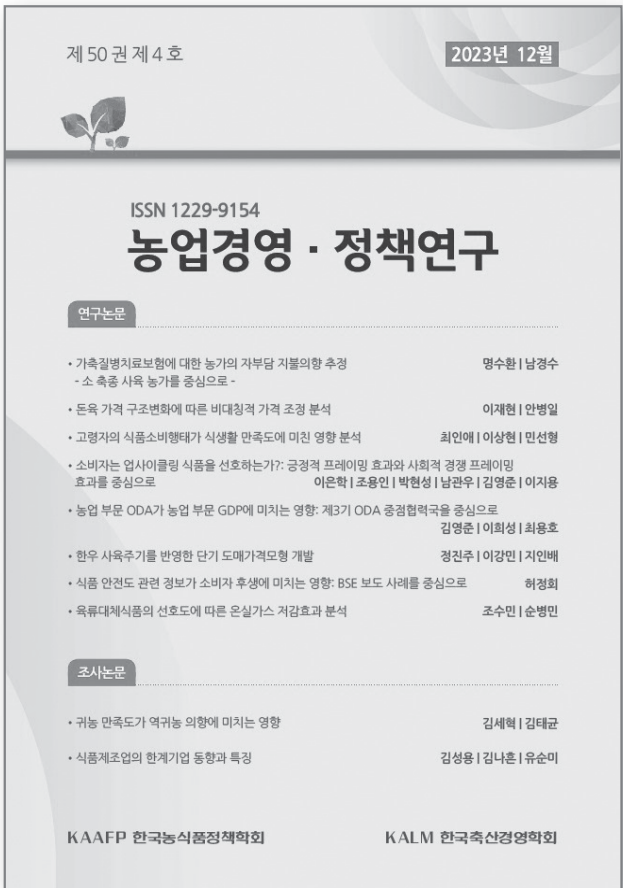 제 50 권 제 4 호
2023년 12월
ISSN 1229-9154
농업경영 · 정책연구
연구논문
• 가축질병치료보험에 대한 농가의 자부담 지불의향 추정 명수환 | 남경수
- 소 축종 사육 농가를 중심으로 -
• 돈육 가격 구조변화에 따른 비대칭적 가격 조정 분석 이재현 | 안병일
• 고령자의 식품소비행태가 식생활 만족도에 미친 영향 분석 최인애 | 이상현 | 민선형
• 소비자는 업사이클링 식품을 선호하는가?: 긍정적 프레이밍 효과와 사회적 경쟁 프레이밍
효과를 중심으로 이은학 | 조용인 | 박현성 | 남관우 | 김영준 | 이지용
• 농업 부문 ODA가 농업 부문 GDP에 미치는 영향: 제3기 ODA 중점협력국을 중심으로
김영준 | 이희성 | 최용호
• 한우 사육주기를 반영한 단기 도매가격모형 개발 정진주 | 이강민 | 지인배
• 식품 안전도 관련 정보가 소비자 후생에 미치는 영향: BSE 보도 사례를 중심으로 허정회
• 육류대체식품의 선호도에 따른 온실가스 저감효과 분석 조수민 | 순병민
조사논문
• 귀농 만족도가 역귀농 의향에 미치는 영향 김세혁 | 김태균
• 식품제조업의 한계기업 동향과 특징 김성용 | 김나흔 | 유순미
KAAFP 한국농식품정책학회 KALM 한국축산경영학회